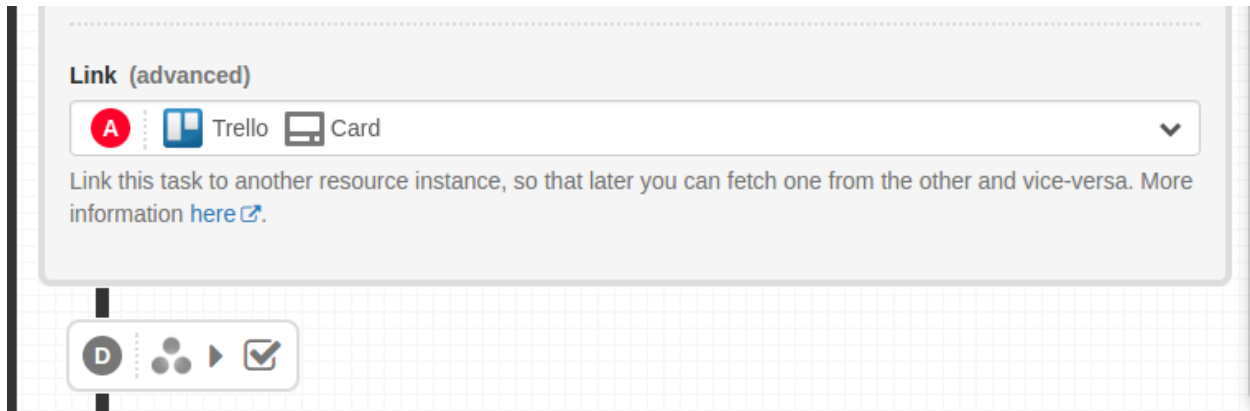 Link (advanced)
A Trello Card
Link this task to another resource instance, so that later you can fetch one from the other and vice-versa. More
information here.
D